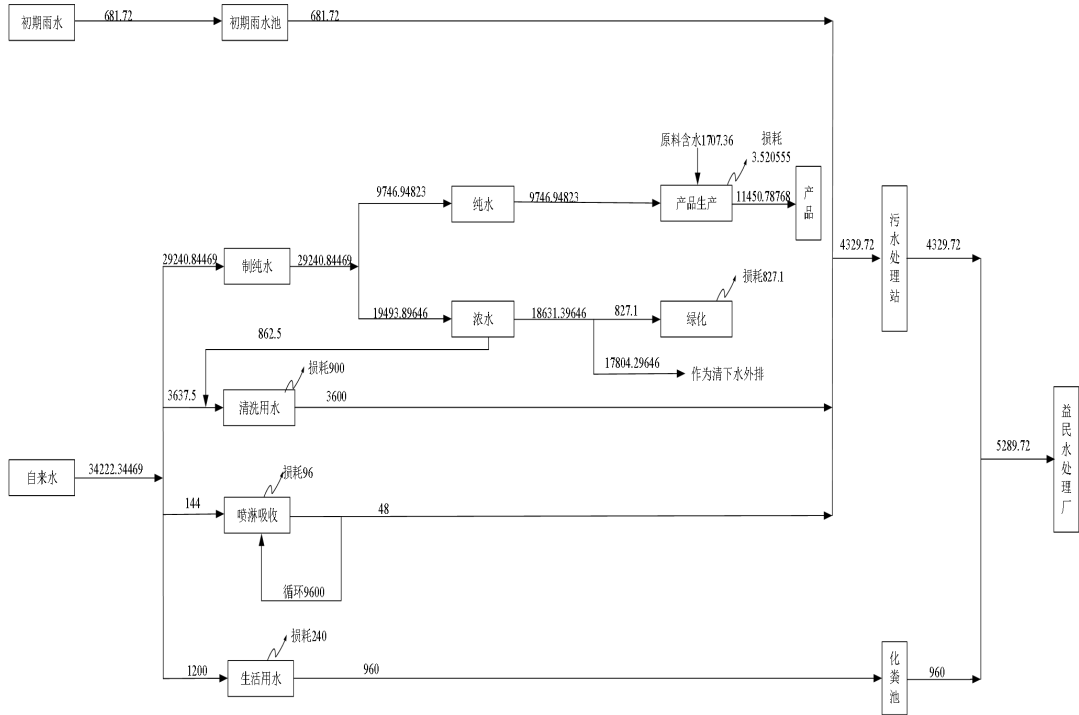 初期雨水
681.72
初期雨水池
681.72
原料含水1707.36
损耗
3.520555
9746.94823
纯水
9746.94823
产品生产
11450.78768
产品
29240.84469
制纯水
29240.84469
4329.72
污水处理站
4329.72
损耗827.1
19493.89646
浓水
18631.39646
827.1
绿化
862.5
17804.29646
作为清下水外排
损耗900
3637.5
清洗用水
3600
益民水处理厂
5289.72
自来水
34222.34469
损耗96
144
喷淋吸收
48
循环9600
损耗240
1200
生活用水
960
化粪池
960